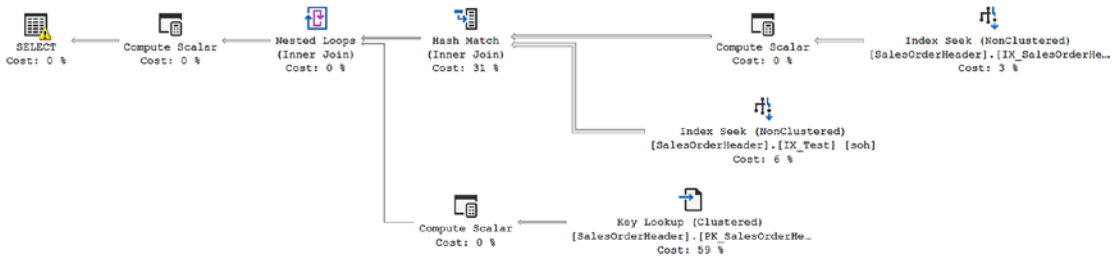 SELECT
Cost: 0 %
Compute Scalar
Cost: 0 %
Nested Loops
(Inner Join)
Cost: 0 %
Hash Match
(Inner Join)
Cost: 31 %
Compute Scalar
Cost: 0 %
Index Seek (NonClustered)
[SalesOrderHeader].[IX_SalesOrderHe…
Cost: 3 %
Index Seek (NonClustered)
[SalesOrderHeader].[IX_Test] [soh]
Cost: 6 %
Compute Scalar
Cost: 0 %
Key Lookup (Clustered)
[SalesOrderHeader].[PK_SalesOrderHe…
Cost: 59 %